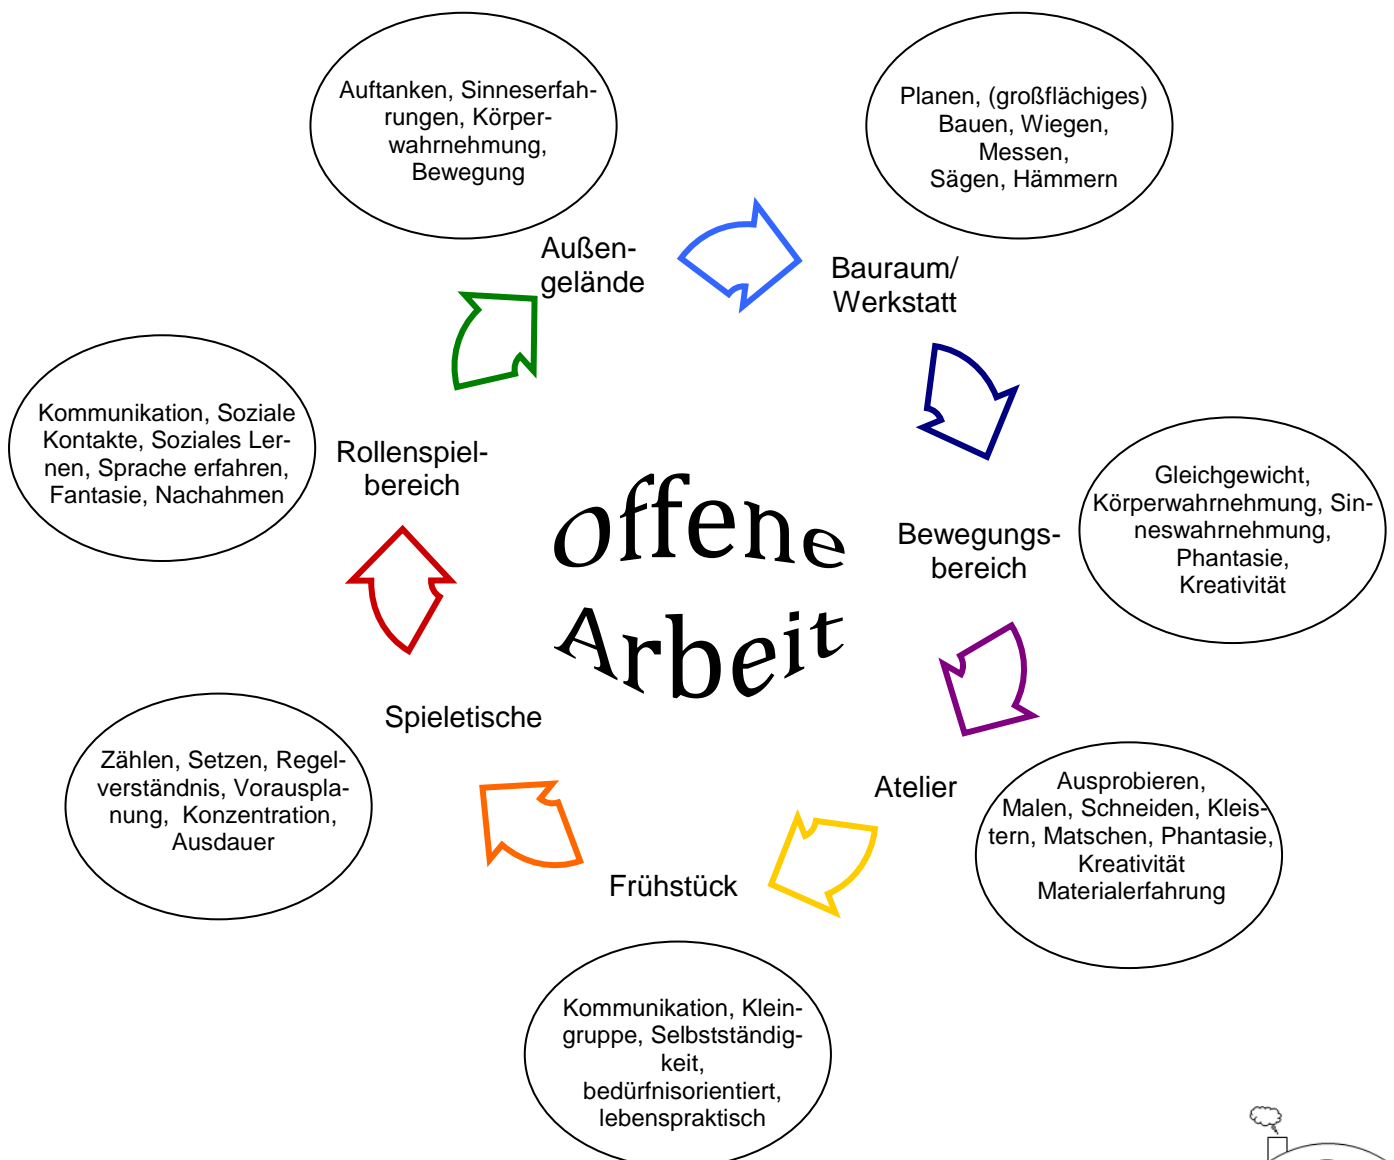 Auftanken, Sinneserfah-
rungen, Körper-
wahrnehmung,
Bewegung
Außen-
gelände
Planen, (großflächiges)
Bauen, Wiegen,
Messen,
Sägen, Hämmern
Bauraum/
Werkstatt
Kommunikation, Soziale
Kontakte, Soziales Ler-
nen, Sprache erfahren,
Fantasie, Nachahmen
Rollenspiel-
bereich
offene
Arbeit
Bewegungs-
bereich
Gleichgewicht,
Körperwahrnehmung, Sin-
neswahrnehmung,
Phantasie,
Kreativität
Spieletische
Zählen, Setzen, Regel-
verständnis, Vorauspla-
nung, Konzentration,
Ausdauer
Atelier
Ausprobieren,
Malen, Schneiden, Kleis-
tern, Matschen, Phantasie,
Kreativität
Materialerfahrung
Frühstück
Kommunikation, Klein-
gruppe, Selbstständig-
keit,
bedürfnisorientiert,
lebenspraktisch